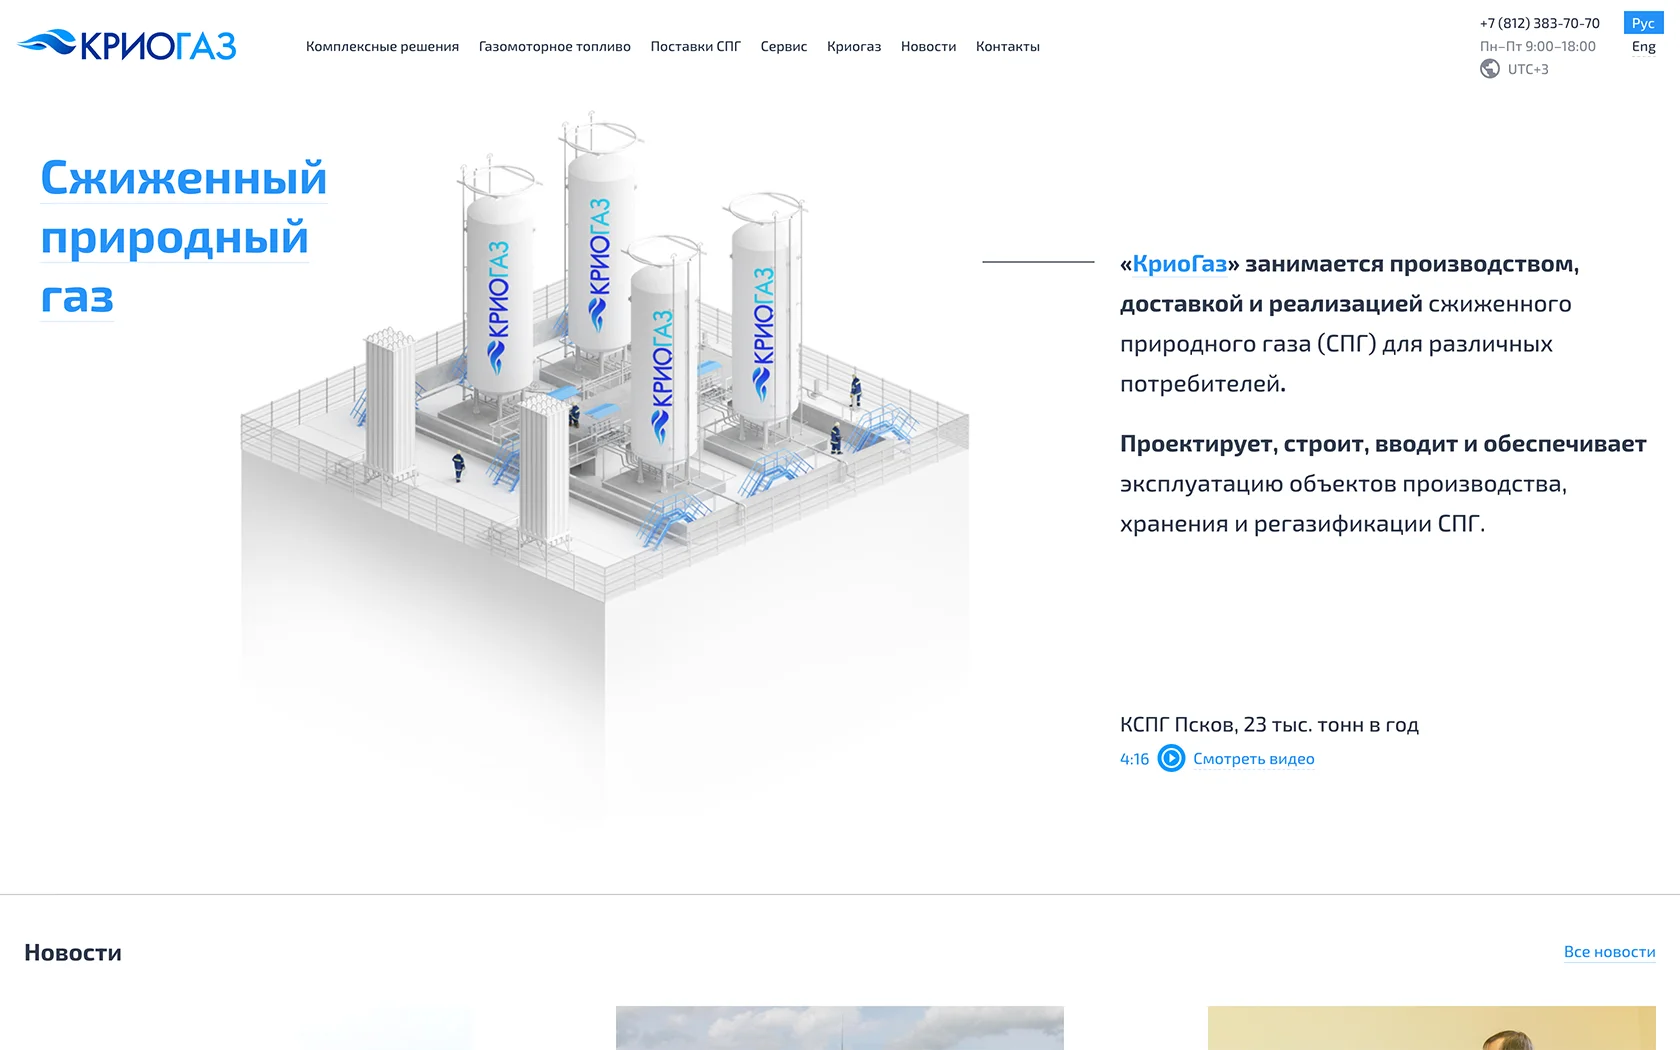 КРИОГАЗ
Комплексные решения
Газомоторное топливо
Поставки СПГ
Сервис
Криогаз
Новости
Контакты
+7 (812) 383-70-70
Пн–Пт 9:00–18:00
UTC+3
Рус
Eng
Сжиженный
природный
газ
КРИОГАЗ
КРИОГАЗ
КРИОГАЗ
КРИОГАЗ
«КриоГаз» занимается производством,
доставкой и реализацией сжиженного
природного газа (СПГ) для различных
потребителей.
Проектирует, строит, вводит и обеспечивает
эксплуатацию объектов производства,
хранения и регазификации СПГ.
КСПГ Псков, 23 тыс. тонн в год
4:16 Смотреть видео
Новости
Все новости